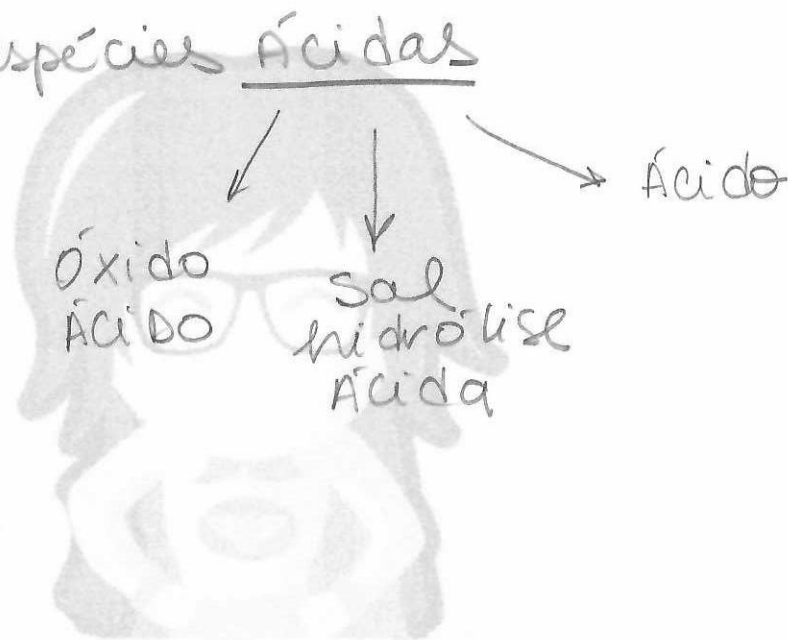 spécies Ácidas
Ácido
Óxido
ÁCIDO
Sal
hidrólise
Ácida